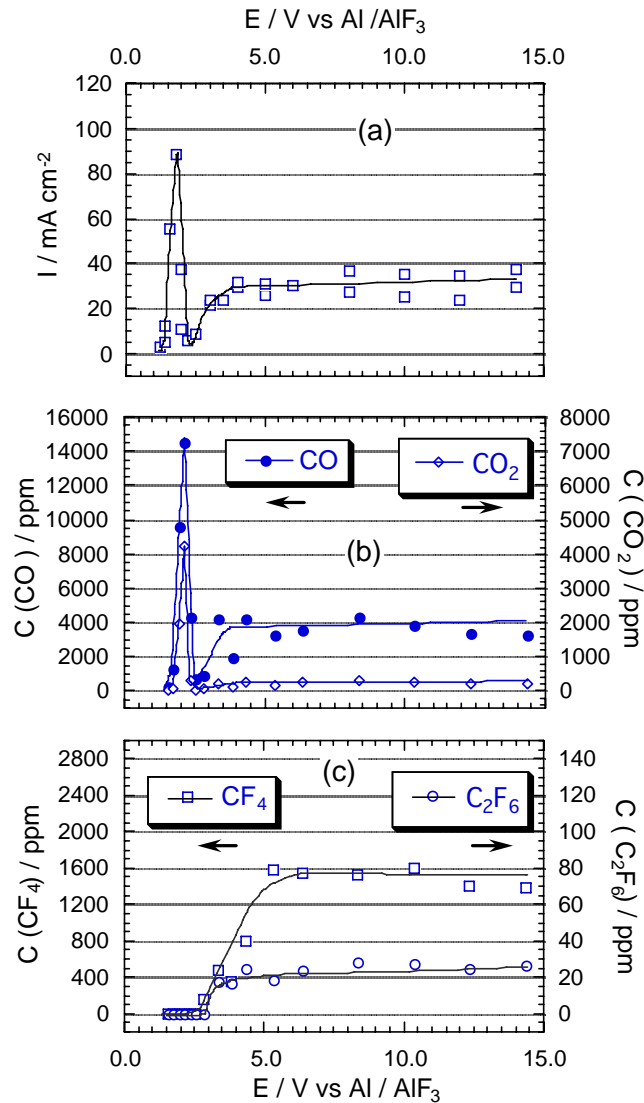 E / V vs Al /AlF₃
0.0 5.0 10.0 15.0
120
100
80
60
40
20
0
I / mA cm⁻²
(a)
16000
14000
12000
10000
8000
6000
4000
2000
0
C (CO) / ppm
CO
CO₂
(b)
8000
7000
6000
5000
4000
3000
2000
1000
0
C (CO₂) / ppm
2800
2400
2000
1600
1200
800
400
0
C (CF₄) / ppm
(c)
CF₄
C₂F₆
140
120
100
80
60
40
20
0
C (C₂F₆) / ppm
0.0 5.0 10.0 15.0
E / V vs Al / AlF₃